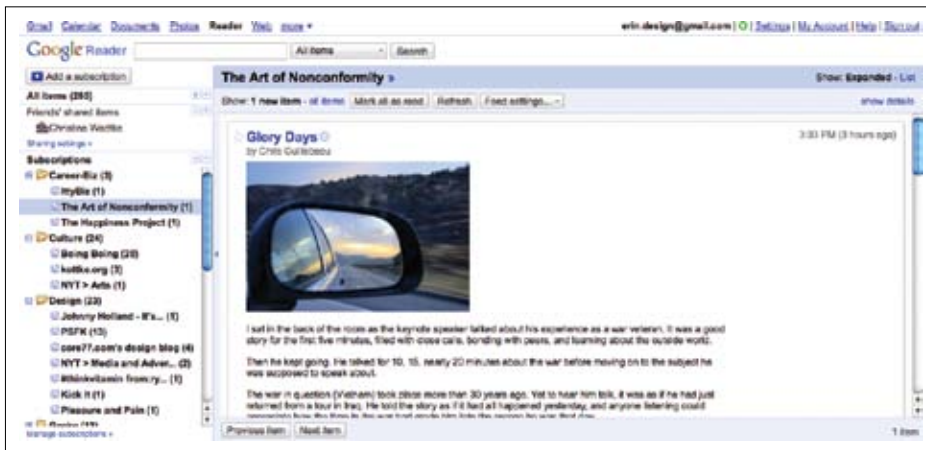 Gmail Calendar Documents Photos Reader Web more ▾
erin.design@gmail.com | Settings | My Account | Help | Sign out
Google Reader
All items
Search
Add a subscription
All items (280)
Friends' shared items
Christina Wodtke
Sharing settings »
Subscriptions
Career-Biz (3)
IttyBiz (1)
The Art of Nonconformity (1)
The Happiness Project (1)
Culture (24)
Boing Boing (20)
kottke.org (3)
NYT > Arts (1)
Design (23)
Johnny Holland - It's... (1)
PSFK (13)
core77.com's design blog (4)
NYT > Media and Adver... (2)
Kick It (1)
Pleasure and Pain (1)
Manage subscriptions »
The Art of Nonconformity »
Show: Expanded - List
Show: 1 new item - all items Mark all as read Refresh Feed settings...
show details
Glory Days
3:00 PM (3 hours ago)
by Chris Guillebeau
I sat in the back of the room as the keynote speaker talked about his experience as a war veteran. It was a good
story for the first five minutes, filled with close calls, bonding with peers, and learning about the outside world.
Then he kept going. He talked for 10, 15, nearly 20 minutes about the war before moving on to the subject he
was supposed to speak about.
The war in question (Vietnam) took place more than 30 years ago. Yet to hear him talk, it was as if he had just
returned from a tour in Iraq. He told the story as if it had all happened yesterday, and anyone listening could
Previous item Next item
1 item